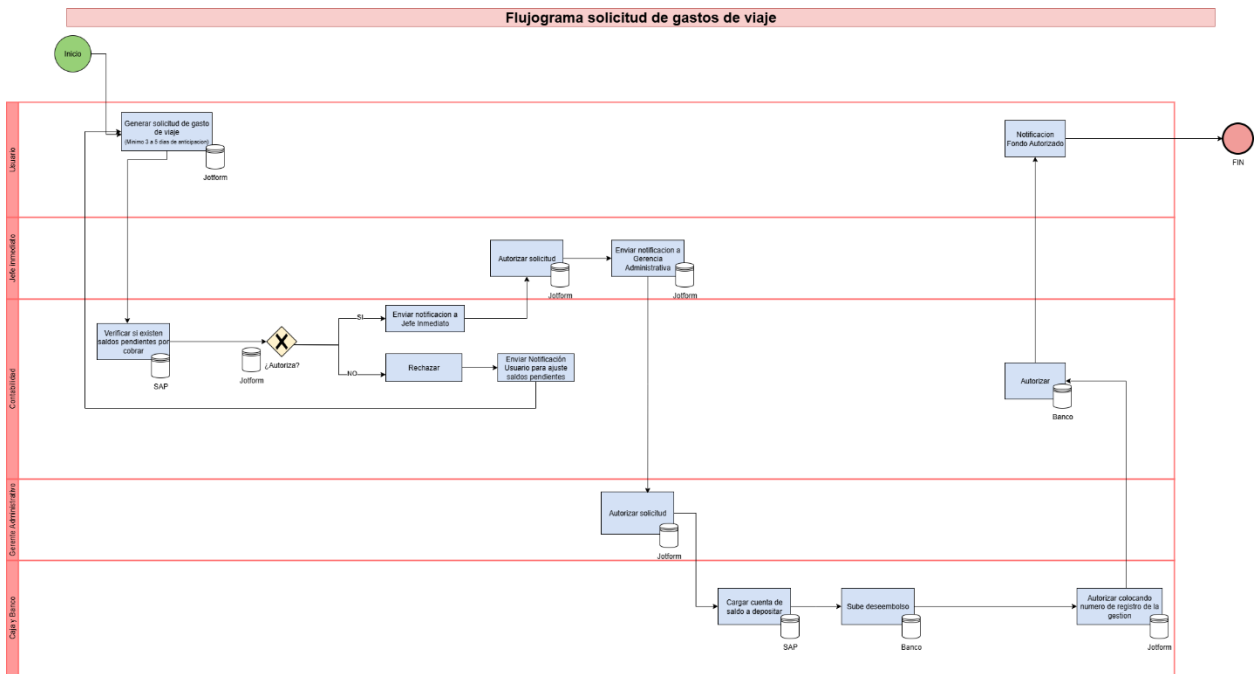 Flujograma solicitud de gastos de viaje
Inicio
Usuario
Generar solicitud de gasto
de viaje
(Minimo 3 a 5 dias de anticipacion)
Jotform
Notificacion
Fondo Autorizado
FIN
Jefe Inmediato
Autorizar solicitud
Jotform
Enviar notificacion a
Gerencia
Administrativa
Jotform
Contabilidad
Verificar si existen
saldos pendientes por
cobrar
SAP
Jotform
¿Autoriza?
SI
Enviar notificacion a
Jefe Inmediato
NO
Rechazar
Enviar Notificación
Usuario para ajuste
saldos pendientes
Autorizar
Banco
Gerente Administrativo
Autorizar solicitud
Jotform
Caja y Banco
Cargar cuenta de
saldo a depositar
SAP
Sube deseembolso
Banco
Autorizar colocando
numero de registro de la
gestion
Jotform